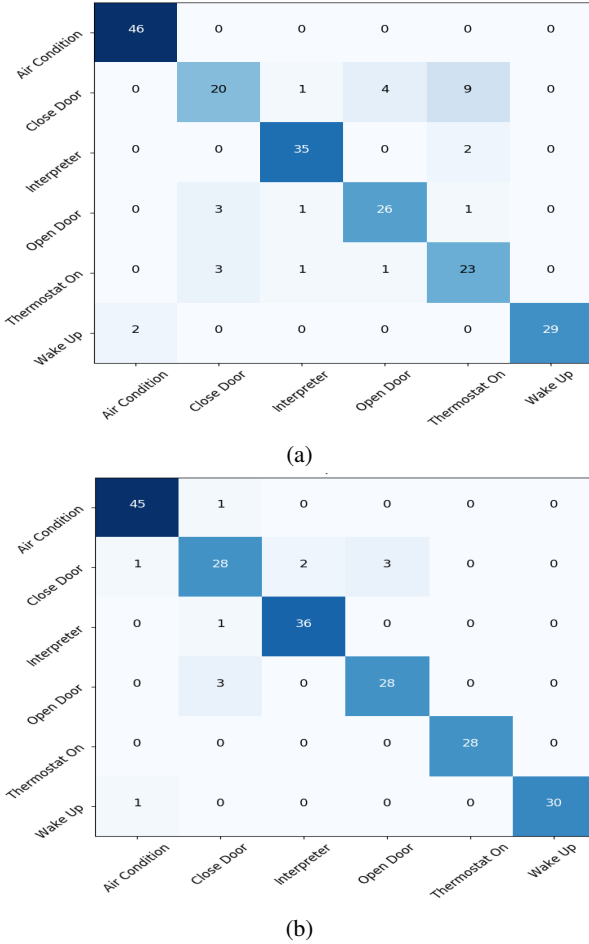 Air Condition 46 0 0 0 0 0
Close Door 0 20 1 4 9 0
Interpreter 0 0 35 0 2 0
Open Door 0 3 1 26 1 0
Thermostat On 0 3 1 1 23 0
Wake Up 2 0 0 0 0 29
Air Condition Close Door Interpreter Open Door Thermostat On Wake Up
(a)
Air Condition 45 1 0 0 0 0
Close Door 1 28 2 3 0 0
Interpreter 0 1 36 0 0 0
Open Door 0 3 0 28 0 0
Thermostat On 0 0 0 0 28 0
Wake Up 1 0 0 0 0 30
Air Condition Close Door Interpreter Open Door Thermostat On Wake Up
(b)